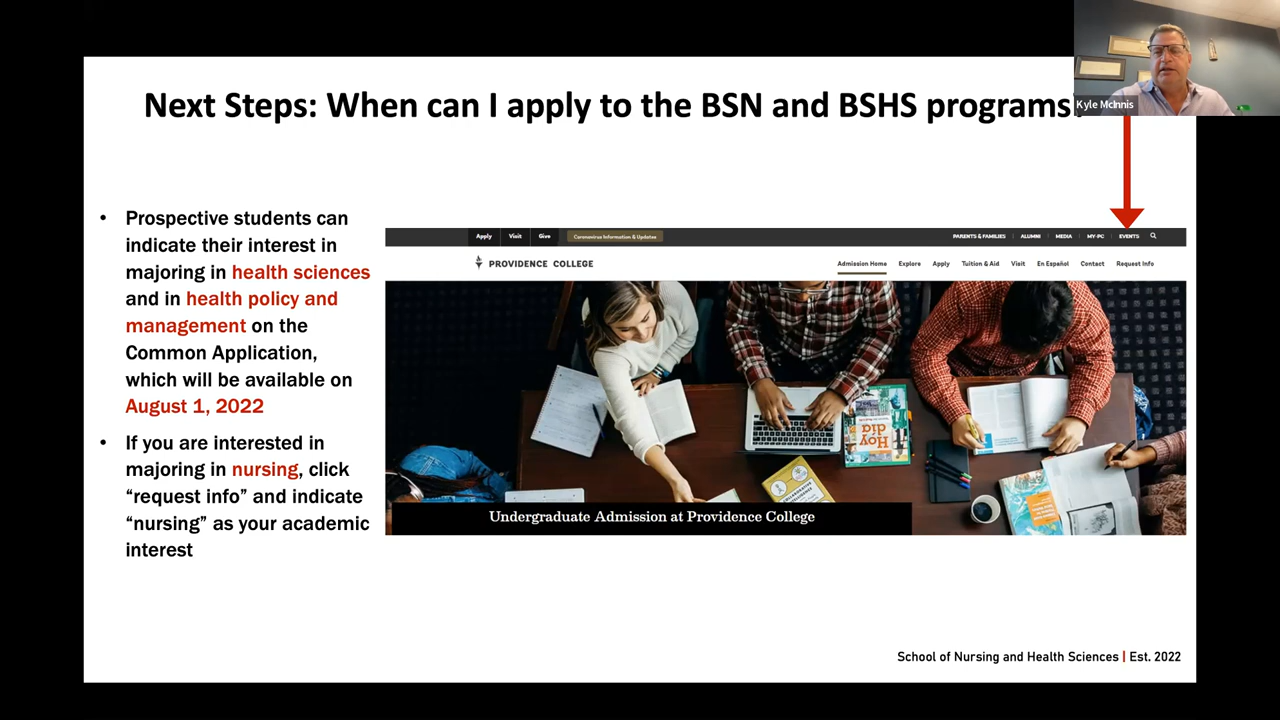 Next Steps: When can I apply to the BSN and BSHS programs?
Kyle McInnis
• Prospective students can
indicate their interest in
majoring in health sciences
and in health policy and
management on the
Common Application,
which will be available on
August 1, 2022
• If you are interested in
majoring in nursing, click
“request info” and indicate
“nursing” as your academic
interest
Apply Visit Give Coronavirus Information & Updates PARENTS & FAMILIES ALUMNI MEDIA MY-PC EVENTS
PROVIDENCE COLLEGE Admission Home Explore Apply Tuition & Aid Visit En Español Contact Request Info
Hoy
día
Undergraduate Admission at Providence College
School of Nursing and Health Sciences | Est. 2022